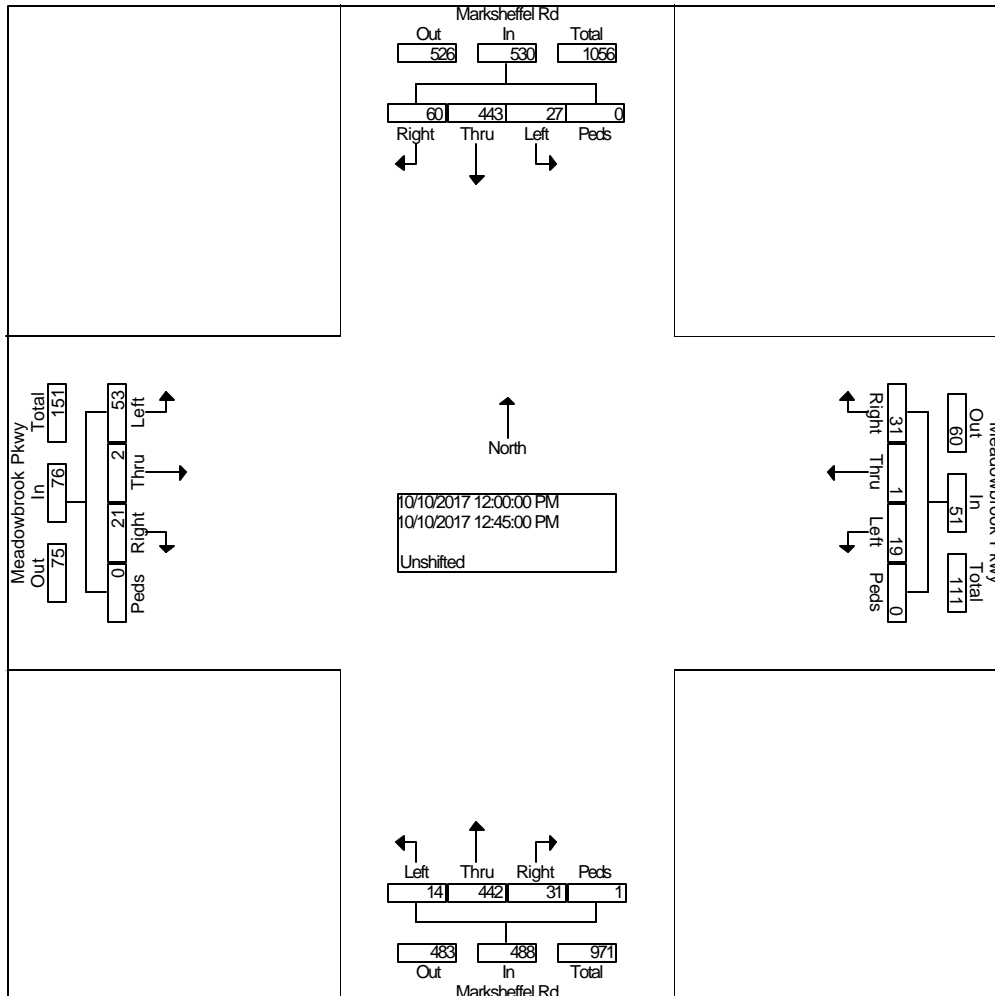 Marksheffel Rd
Out In Total
526 530 1056
60 443 27 0
Right Thru Left Peds
Meadowbrook Pkwy
Total In Out
151 76 75
53 2 21 0
Left Thru Right Peds
North
10/10/2017 12:00:00 PM
10/10/2017 12:45:00 PM
Unshifted
Right Thru Left Peds
31 1 19 0
60 51 111
Out In Total
Meadowbrook Pkwy
Left Thru Right Peds
14 442 31 1
483 488 971
Out In Total
Marksheffel Rd